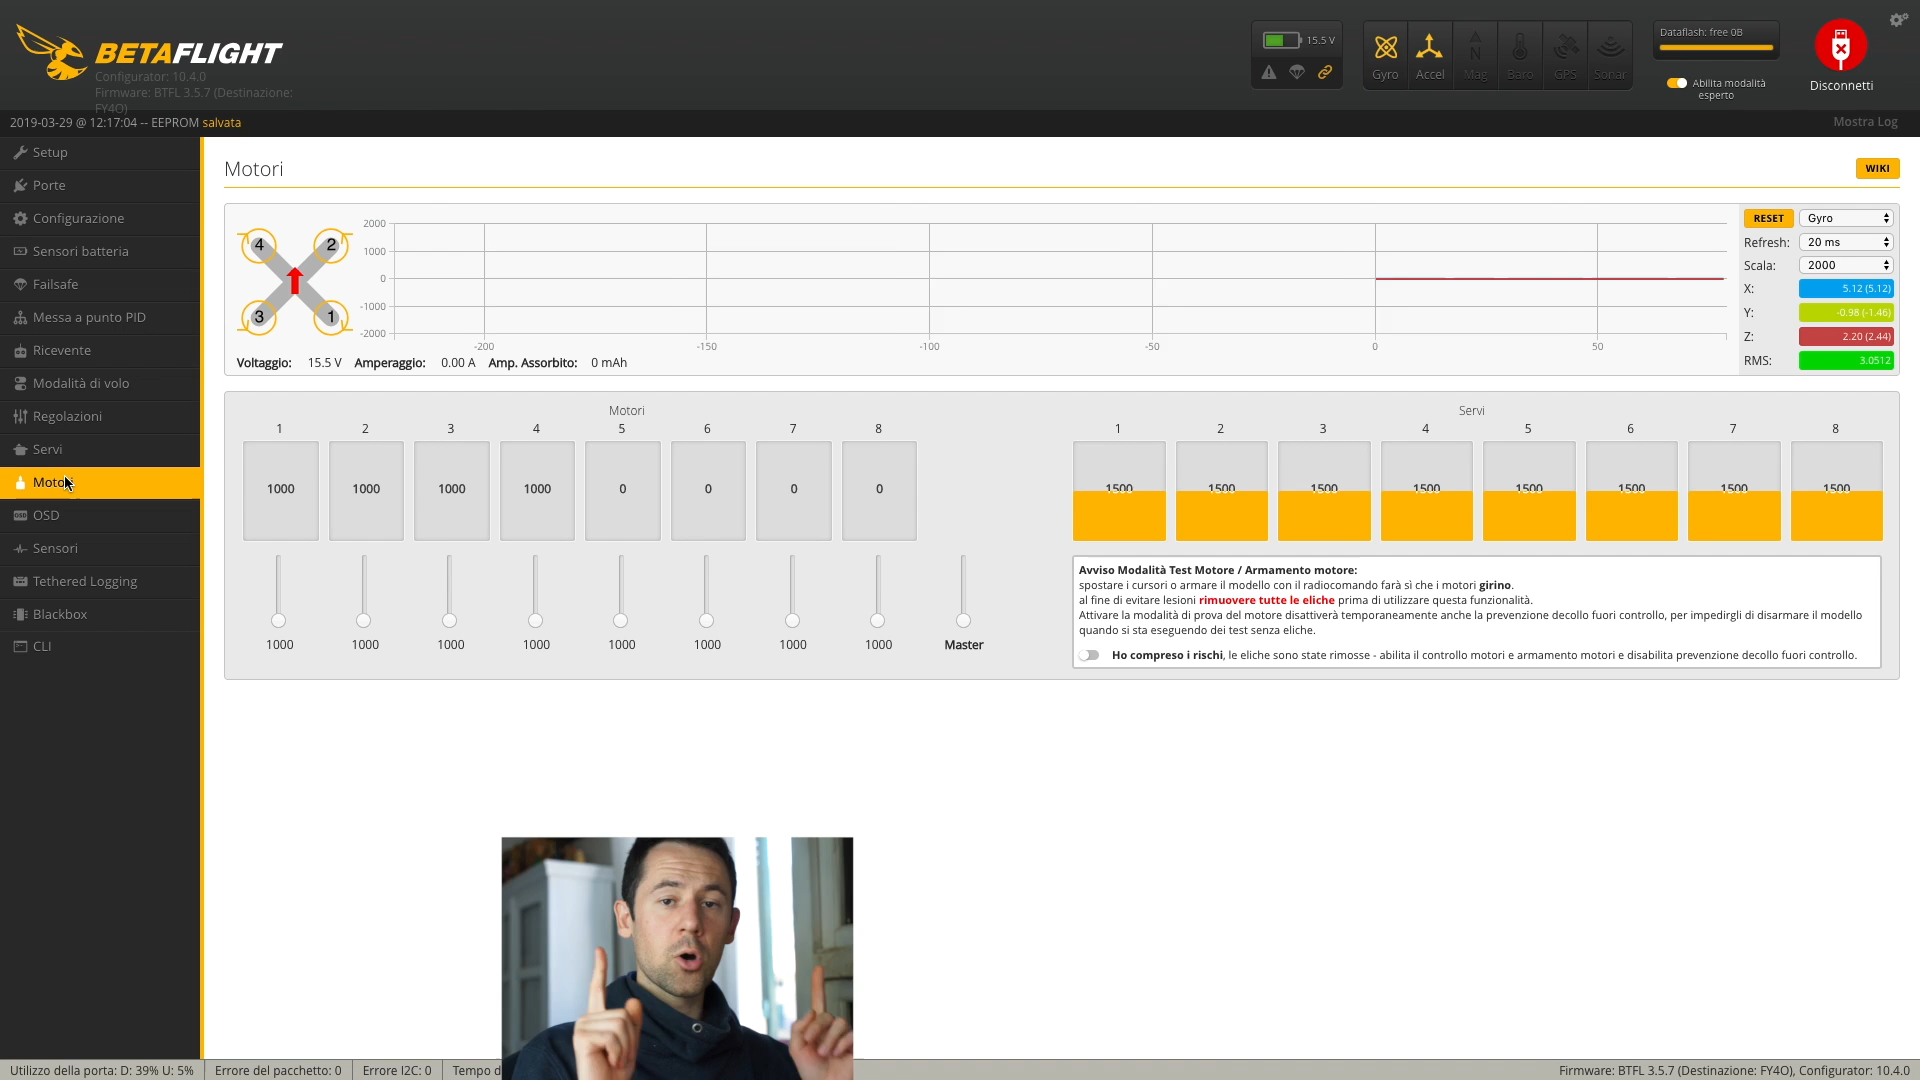 BETAFLIGHT
Configurator: 10.4.0
Firmware: BTFL 3.5.7 (Destinazione:
FY4O)
15.5 V
Gyro
Accel
Mag
Baro
GPS
Sonar
Dataflash: free 0B
Abilita modalità
esperto
Disconnetti
2019-03-29 @ 12:17:04 -- EEPROM salvata
Mostra Log
Setup
Porte
Configurazione
Sensori batteria
Failsafe
Messa a punto PID
Ricevente
Modalità di volo
Regolazioni
Servi
Motori
OSD
Sensori
Tethered Logging
Blackbox
CLI
Motori
WIKI
4
2
3
1
2000
1000
0
-1000
-2000
-200
-150
-100
-50
0
50
Voltaggio: 15.5 V Amperaggio: 0.00 A Amp. Assorbito: 0 mAh
RESET
Gyro
Refresh: 20 ms
Scala: 2000
X: 5.12 (5.12)
Y: -0.98 (-1.46)
Z: 2.20 (2.44)
RMS: 3.0512
Motori
1 2 3 4 5 6 7 8
1000 1000 1000 1000 0 0 0 0
1000 1000 1000 1000 1000 1000 1000 1000 Master
Servi
1 2 3 4 5 6 7 8
1500 1500 1500 1500 1500 1500 1500 1500
Avviso Modalità Test Motore / Armamento motore:
spostare i cursori o armare il modello con il radiocomando farà sì che i motori girino.
al fine di evitare lesioni rimuovere tutte le eliche prima di utilizzare questa funzionalità.
Attivare la modalità di prova del motore disattiverà temporaneamente anche la prevenzione decollo fuori controllo, per impedirgli di disarmare il modello
quando si sta eseguendo dei test senza eliche.
Ho compreso i rischi, le eliche sono state rimosse - abilita il controllo motori e armamento motori e disabilita prevenzione decollo fuori controllo.
Utilizzo della porta: D: 39% U: 5%
Errore del pacchetto: 0
Errore I2C: 0
Tempo d
Firmware: BTFL 3.5.7 (Destinazione: FY4O), Configurator: 10.4.0